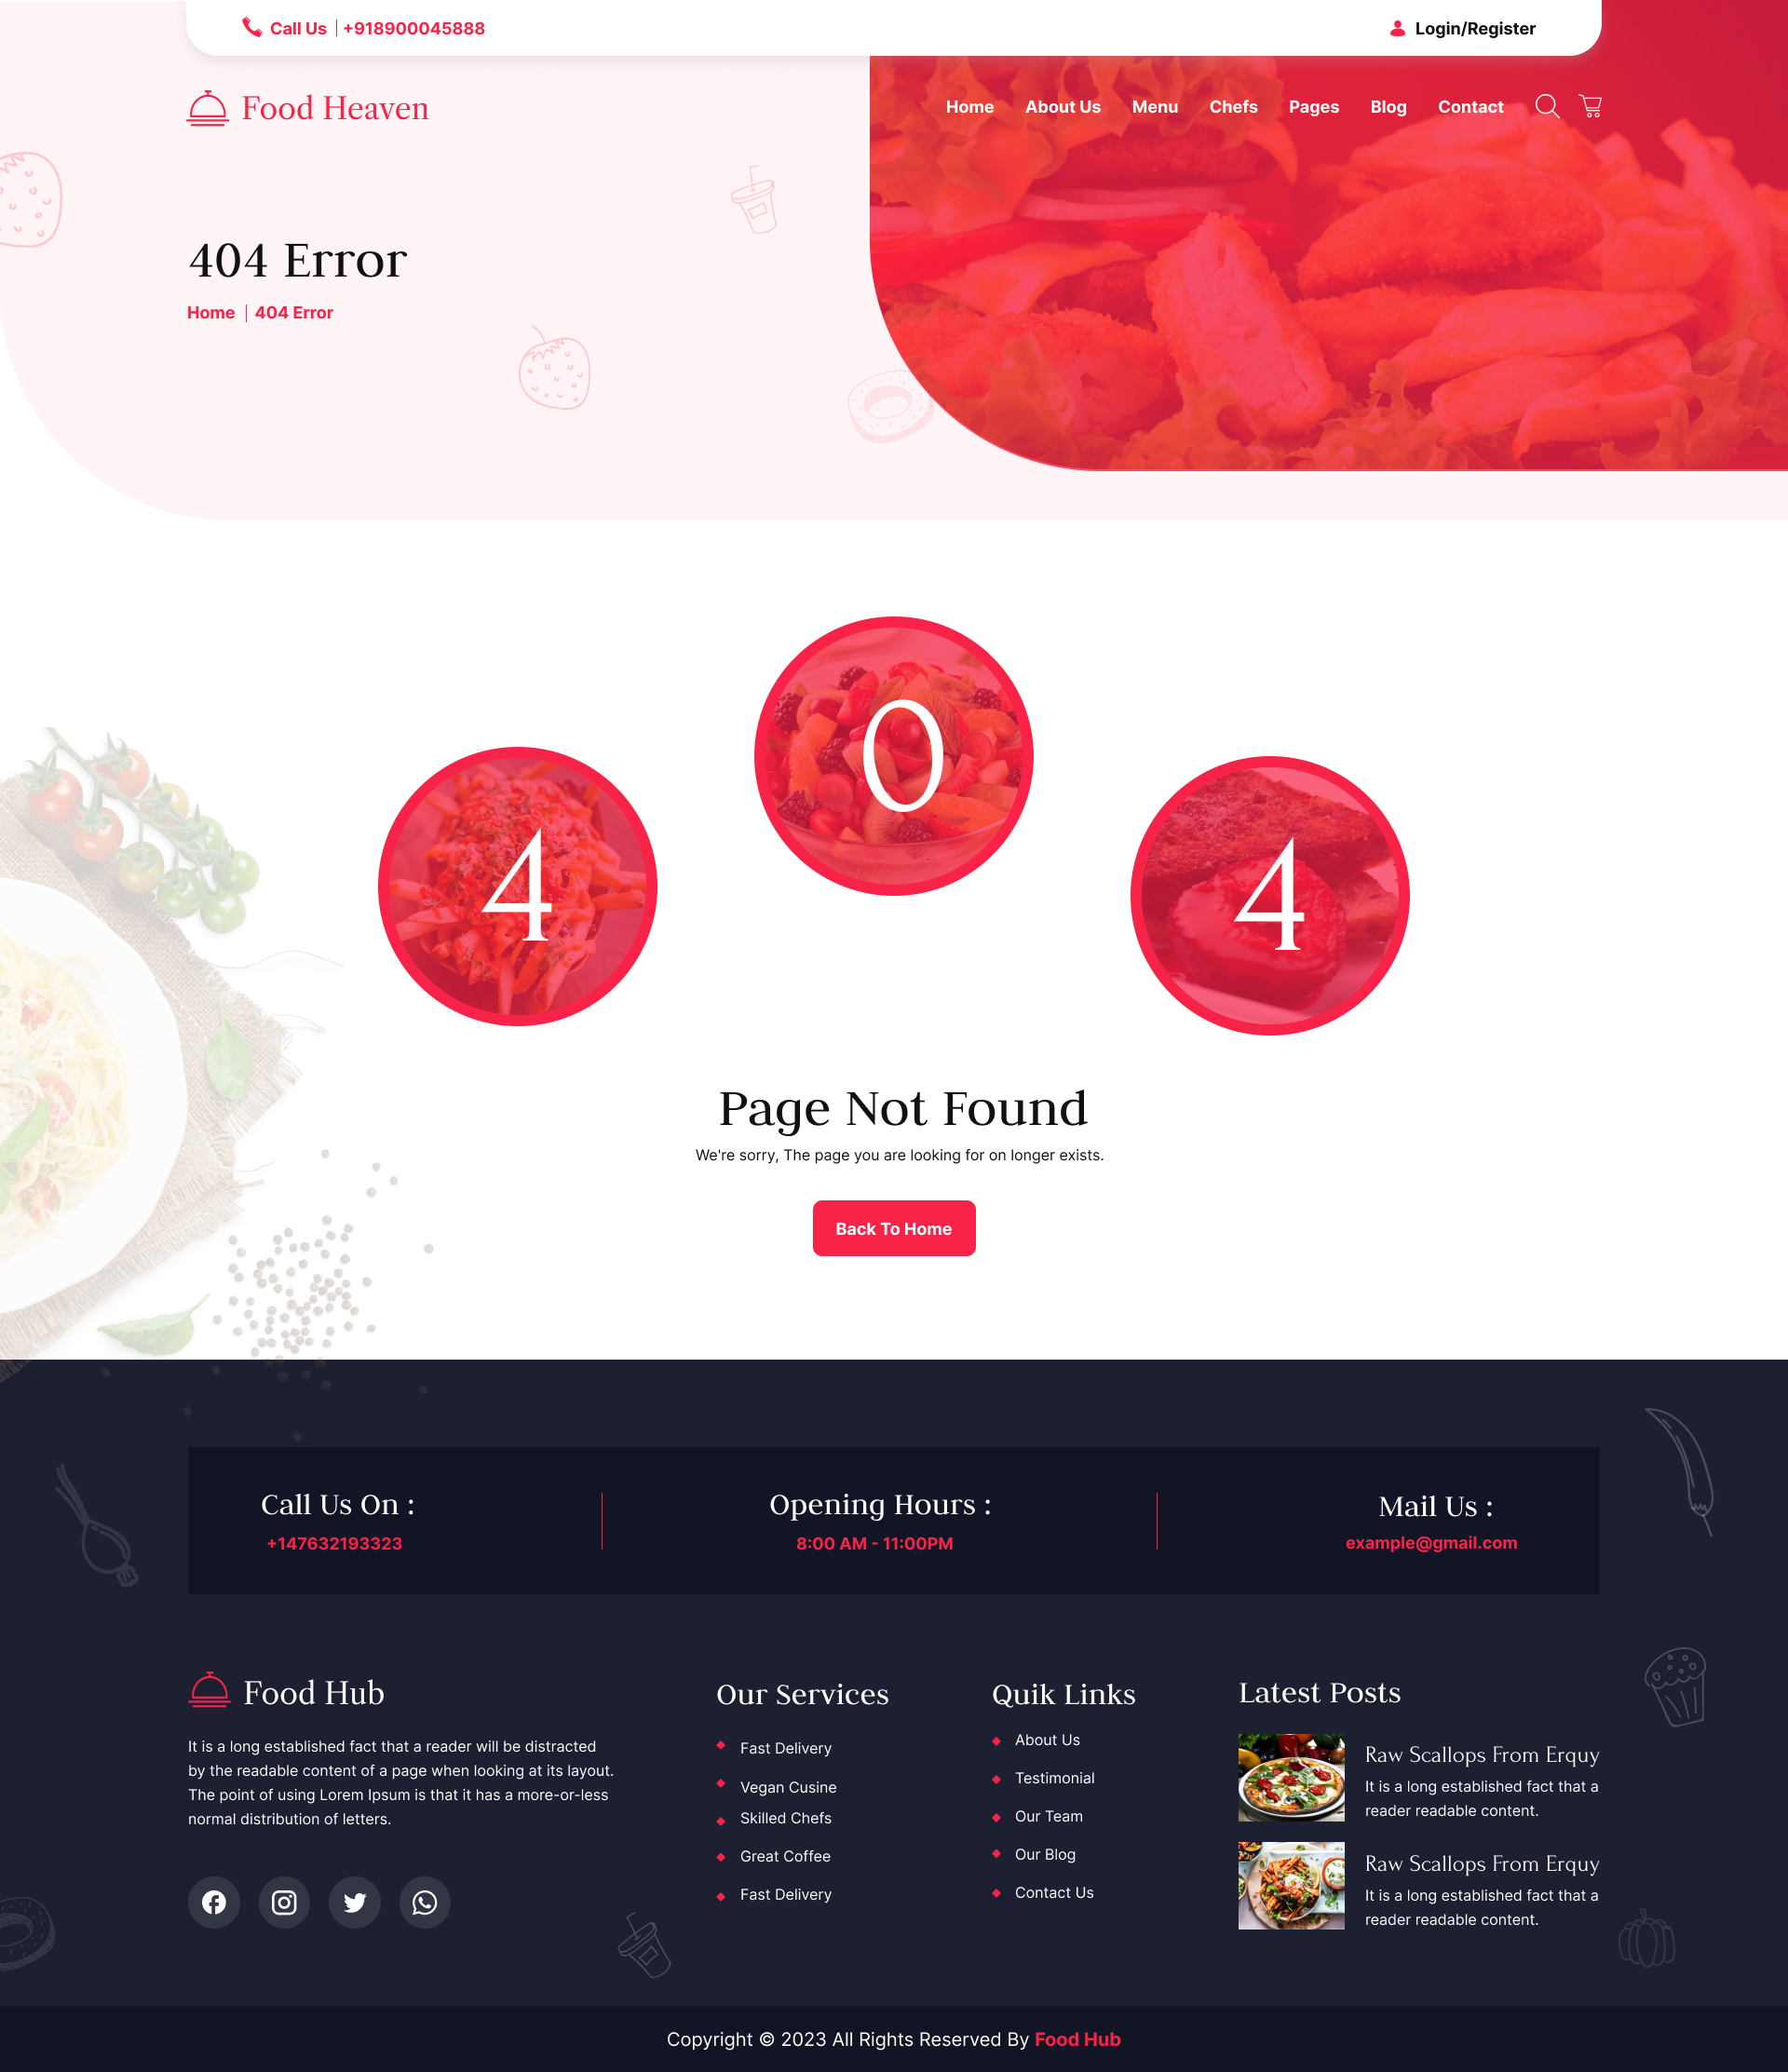 Call Us | +918900045888
Login/Register
Food Heaven
Home About Us Menu Chefs Pages Blog Contact
404 Error
Home | 404 Error
4 0 4
Page Not Found
We're sorry, The page you are looking for on longer exists.
Back To Home
Call Us On :
+147632193323
Opening Hours :
8:00 AM - 11:00PM
Mail Us :
example@gmail.com
Food Hub
It is a long established fact that a reader will be distracted
by the readable content of a page when looking at its layout.
The point of using Lorem Ipsum is that it has a more-or-less
normal distribution of letters.
Our Services
Fast Delivery
Vegan Cusine
Skilled Chefs
Great Coffee
Fast Delivery
Quik Links
About Us
Testimonial
Our Team
Our Blog
Contact Us
Latest Posts
Raw Scallops From Erquy
It is a long established fact that a
reader readable content.
Raw Scallops From Erquy
It is a long established fact that a
reader readable content.
Copyright © 2023 All Rights Reserved By Food Hub